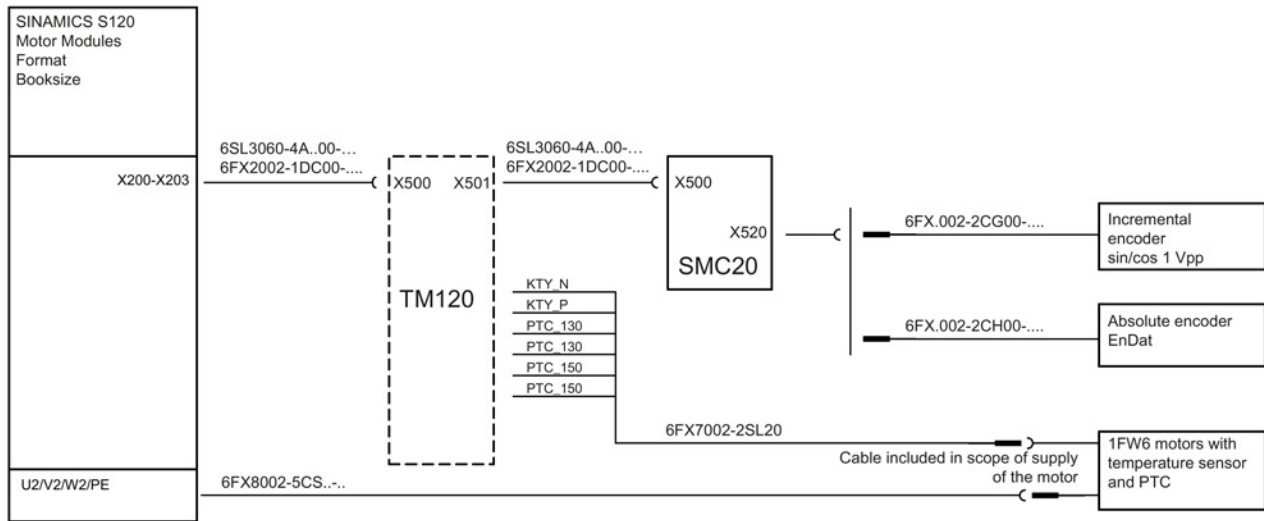 SINAMICS S120
Motor Modules
Format
Booksize
6SL3060-4A..00-...
6FX2002-1DC00-....
6SL3060-4A..00-...
6FX2002-1DC00-....
X200-X203
X500
X501
X500
X520
SMC20
6FX.002-2CG00-....
Incremental
encoder
sin/cos 1 Vpp
TM120
KTY_N
KTY_P
PTC_130
PTC_130
PTC_150
PTC_150
6FX.002-2CH00-....
Absolute encoder
EnDat
6FX7002-2SL20
Cable included in scope of supply
of the motor
1FW6 motors with
temperature sensor
and PTC
U2/V2/W2/PE
6FX8002-5CS..-..